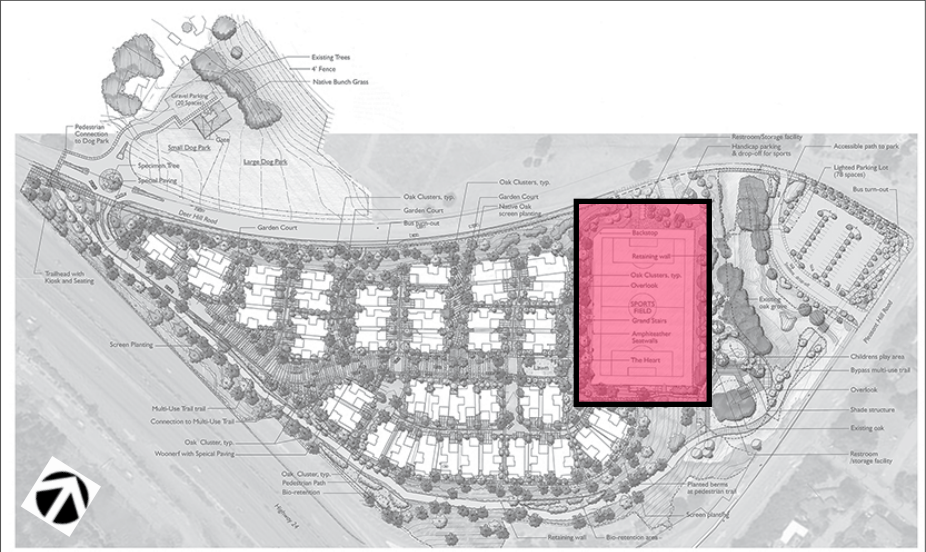 Existing Trees
4' Fence
Native Bunch Grass
Gravel Parking
(20 Spaces)
Pedestrian
Connection
to Dog Park
Gate
Small Dog Park
Large Dog Park
Specimen Tree
Special Paving
Deer Hill Road
Restroom/Storage facility
Handicap parking
& drop-off for sports
Accessible path to park
Lighted Parking Lot
(78 spaces)
Bus turn-out
Oak Clusters, typ.
Garden Court
Native Oak
screen planting
Oak Clusters, typ.
Garden Court
Bus turn-out
Garden Court
Trailhead with
Kiosk and Seating
Backstop
Retaining wall
Oak Clusters, typ.
Overlook
SPORTS
FIELD
Grand Stairs
Amphitheater
Seatwalls
The Heart
Existing
oak grove
Pleasant Hill Road
Screen Planting
Lawn
Childrens play area
Bypass multi-use trail
Overlook
Shade structure
Existing oak
Restroom
/storage facility
Multi-Use Trail trail
Connection to Multi-Use Trail
Oak Cluster, typ.
Woonerf with Speical Paving
Oak Cluster, typ.
Pedestrian Path
Bio-retention
Highway 24
Planted berms
at pedestrian trail
Screen planting
Retaining wall
Bio-retention area